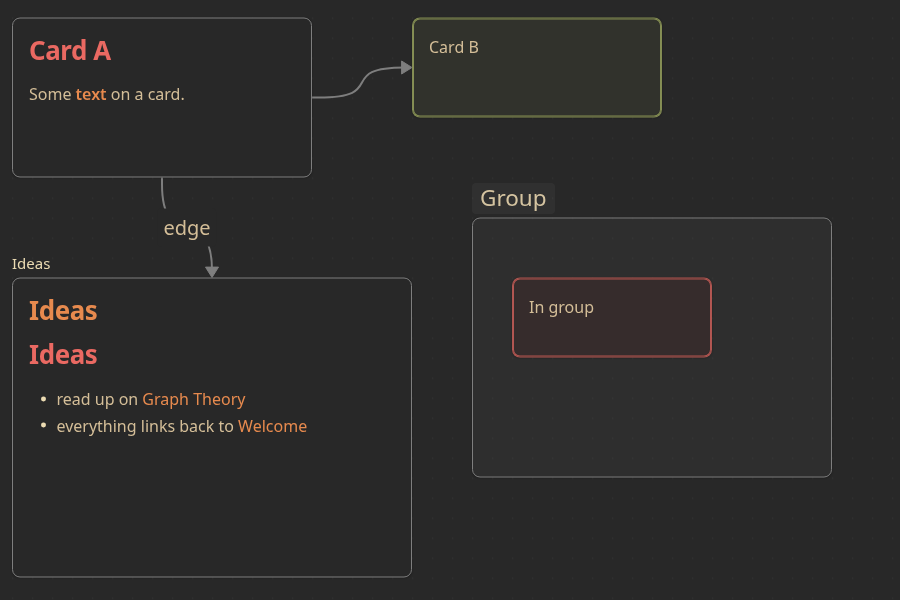 Card A
Some text on a card.
Card B
edge
Group
In group
Ideas
Ideas
Ideas
read up on Graph Theory
everything links back to Welcome